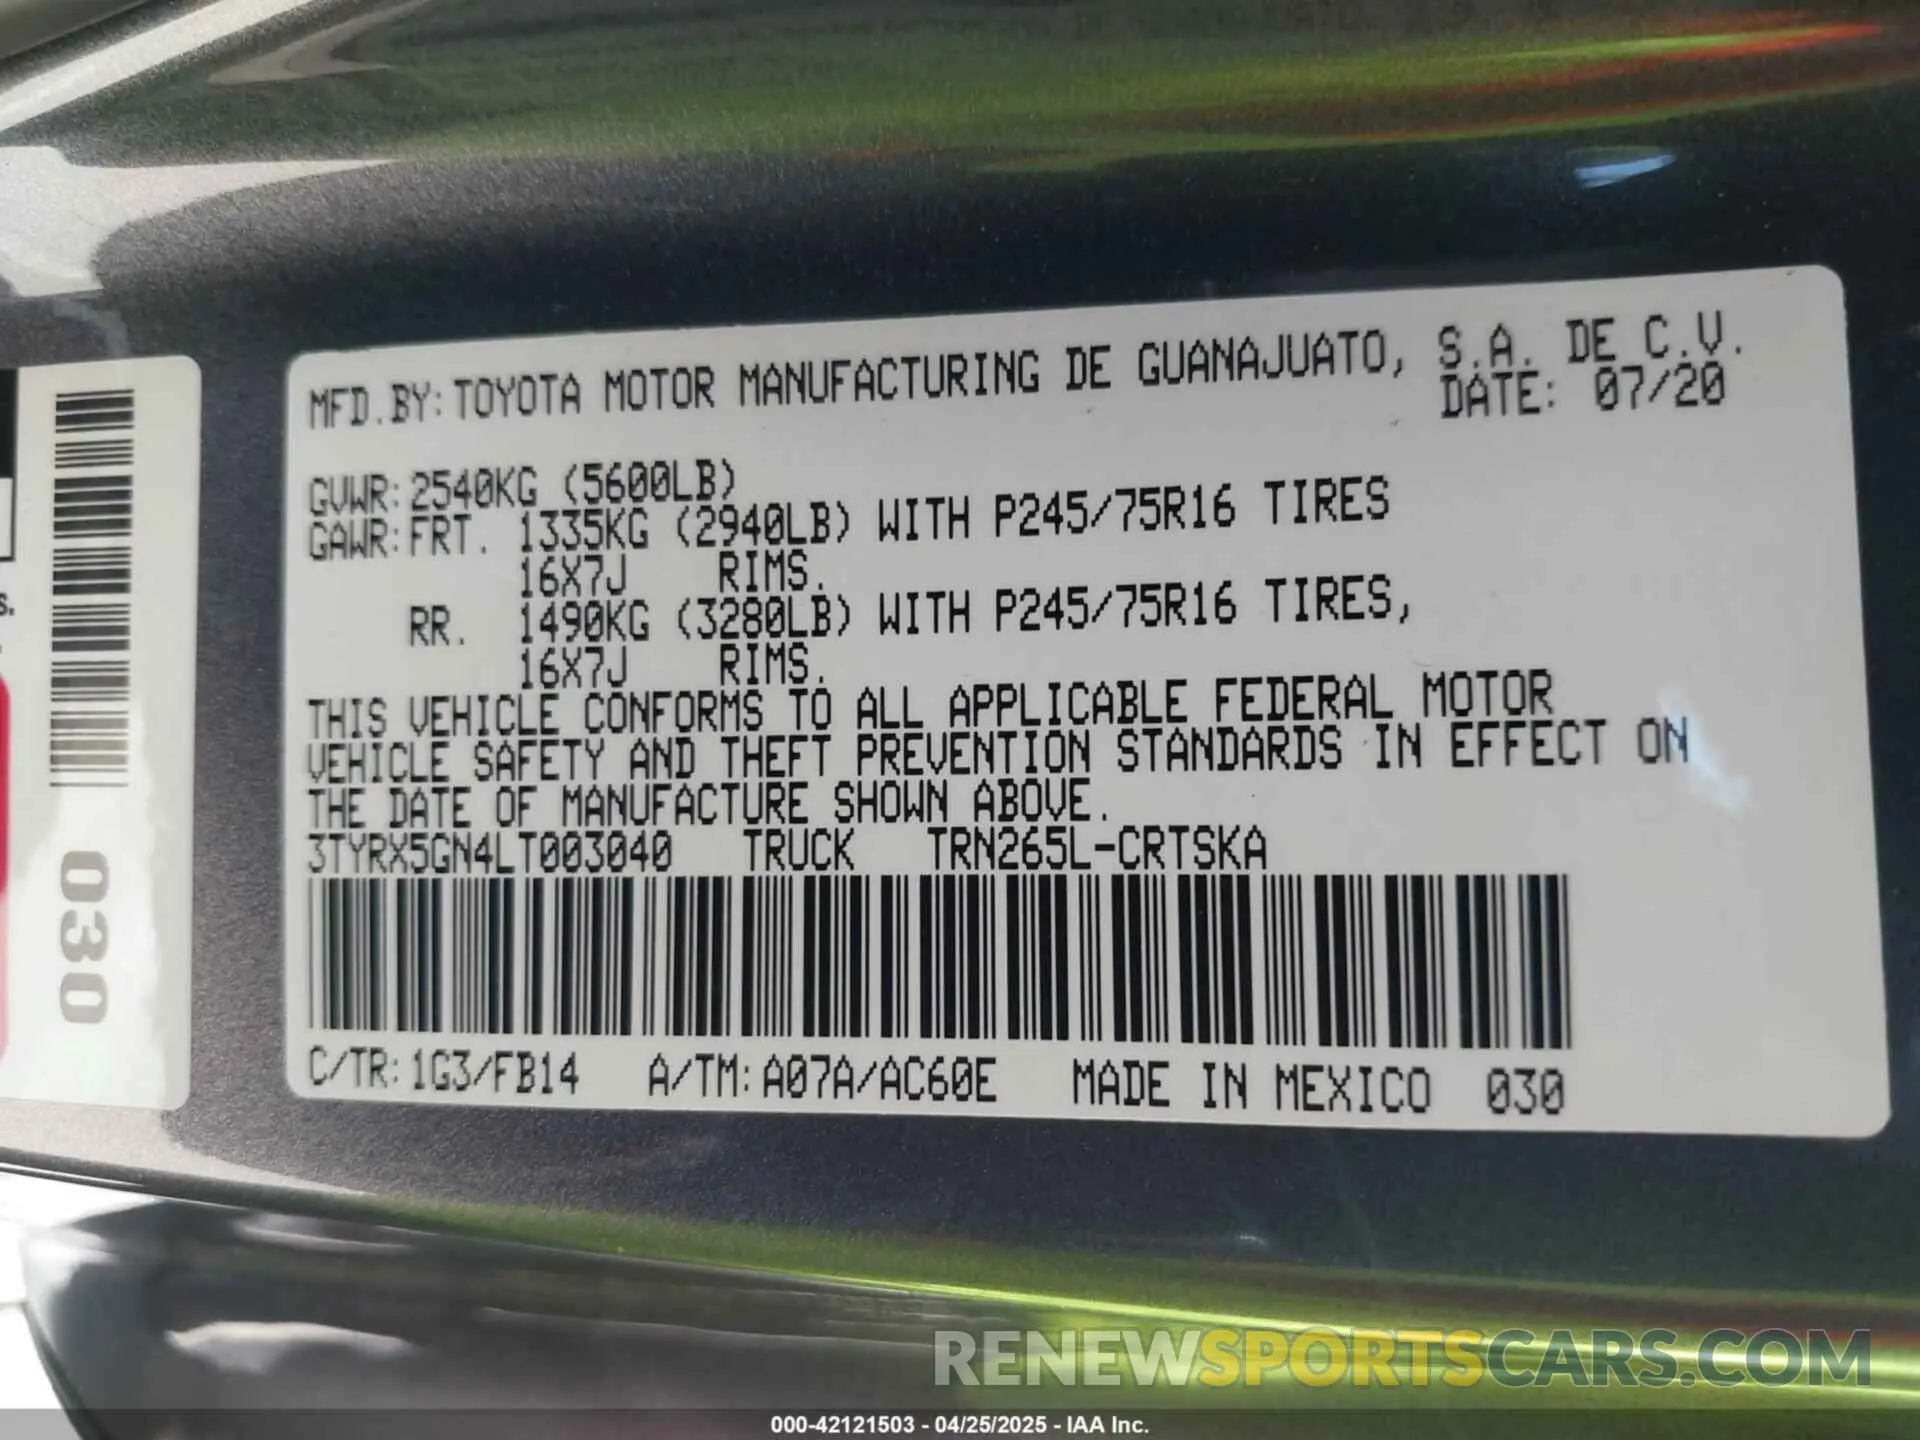 MFD.BY:TOYOTA MOTOR MANUFACTURING DE GUANAJUATO, S.A. DE C.V.
DATE: 07/20
GVWR:2540KG (5600LB)
GAWR:FRT. 1335KG (2940LB) WITH P245/75R16 TIRES
16X7J RIMS.
RR. 1490KG (3280LB) WITH P245/75R16 TIRES,
16X7J RIMS.
THIS VEHICLE CONFORMS TO ALL APPLICABLE FEDERAL MOTOR
VEHICLE SAFETY AND THEFT PREVENTION STANDARDS IN EFFECT ON
THE DATE OF MANUFACTURE SHOWN ABOVE.
3TYRX5GN4LT003040 TRUCK TRN265L-CRTSKA
C/TR:1G3/FB14 A/TM:A07A/AC60E MADE IN MEXICO 030
030
RENEWSPORTSCARS.COM
000-42121503 - 04/25/2025 - IAA Inc.